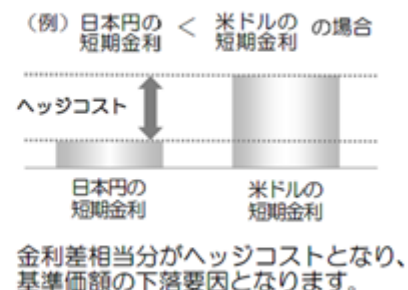 （例）日本円の ＜ 米ドルの の場合
短期金利 短期金利
ヘッジコスト
日本円の 米ドルの
短期金利 短期金利
金利差相当分がヘッジコストとなり、
基準価額の下落要因となります。